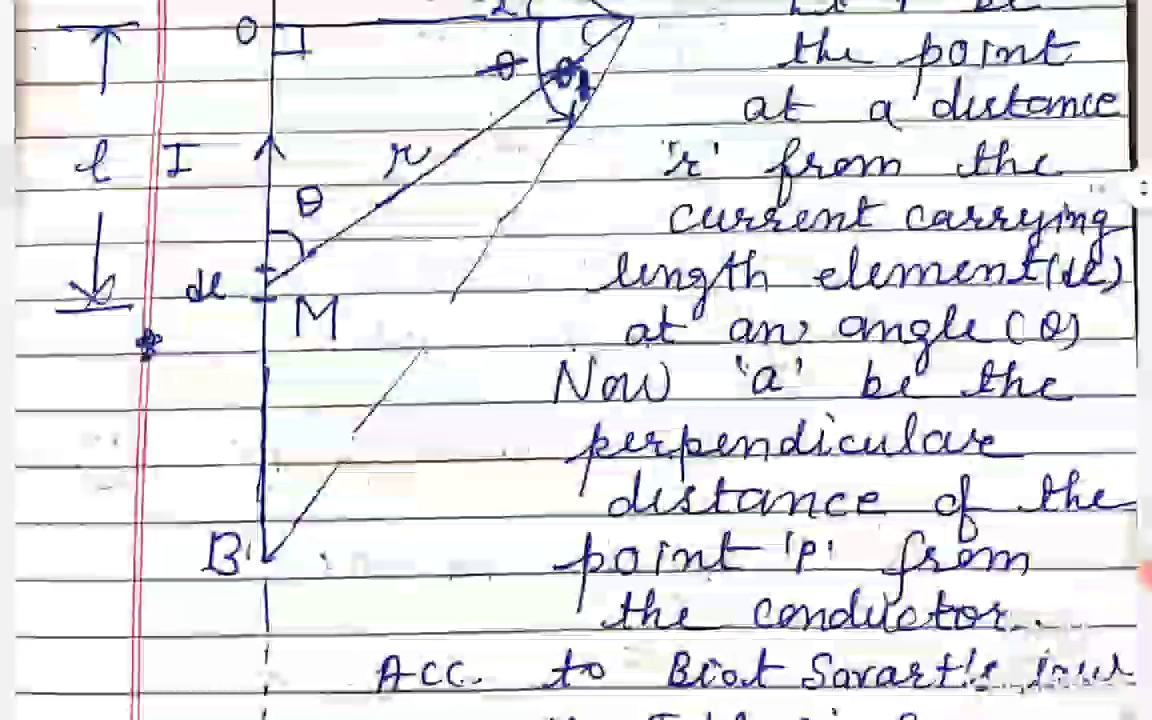 O
the point
θ θ1
at a distance
l I r 'r' from the
θ current carrying
dl length element (dl)
M at an angle (θ)
Now 'a' be the
perpendicular
distance of the
B point 'P' from
the conductor.
Acc. to Biot Savart's